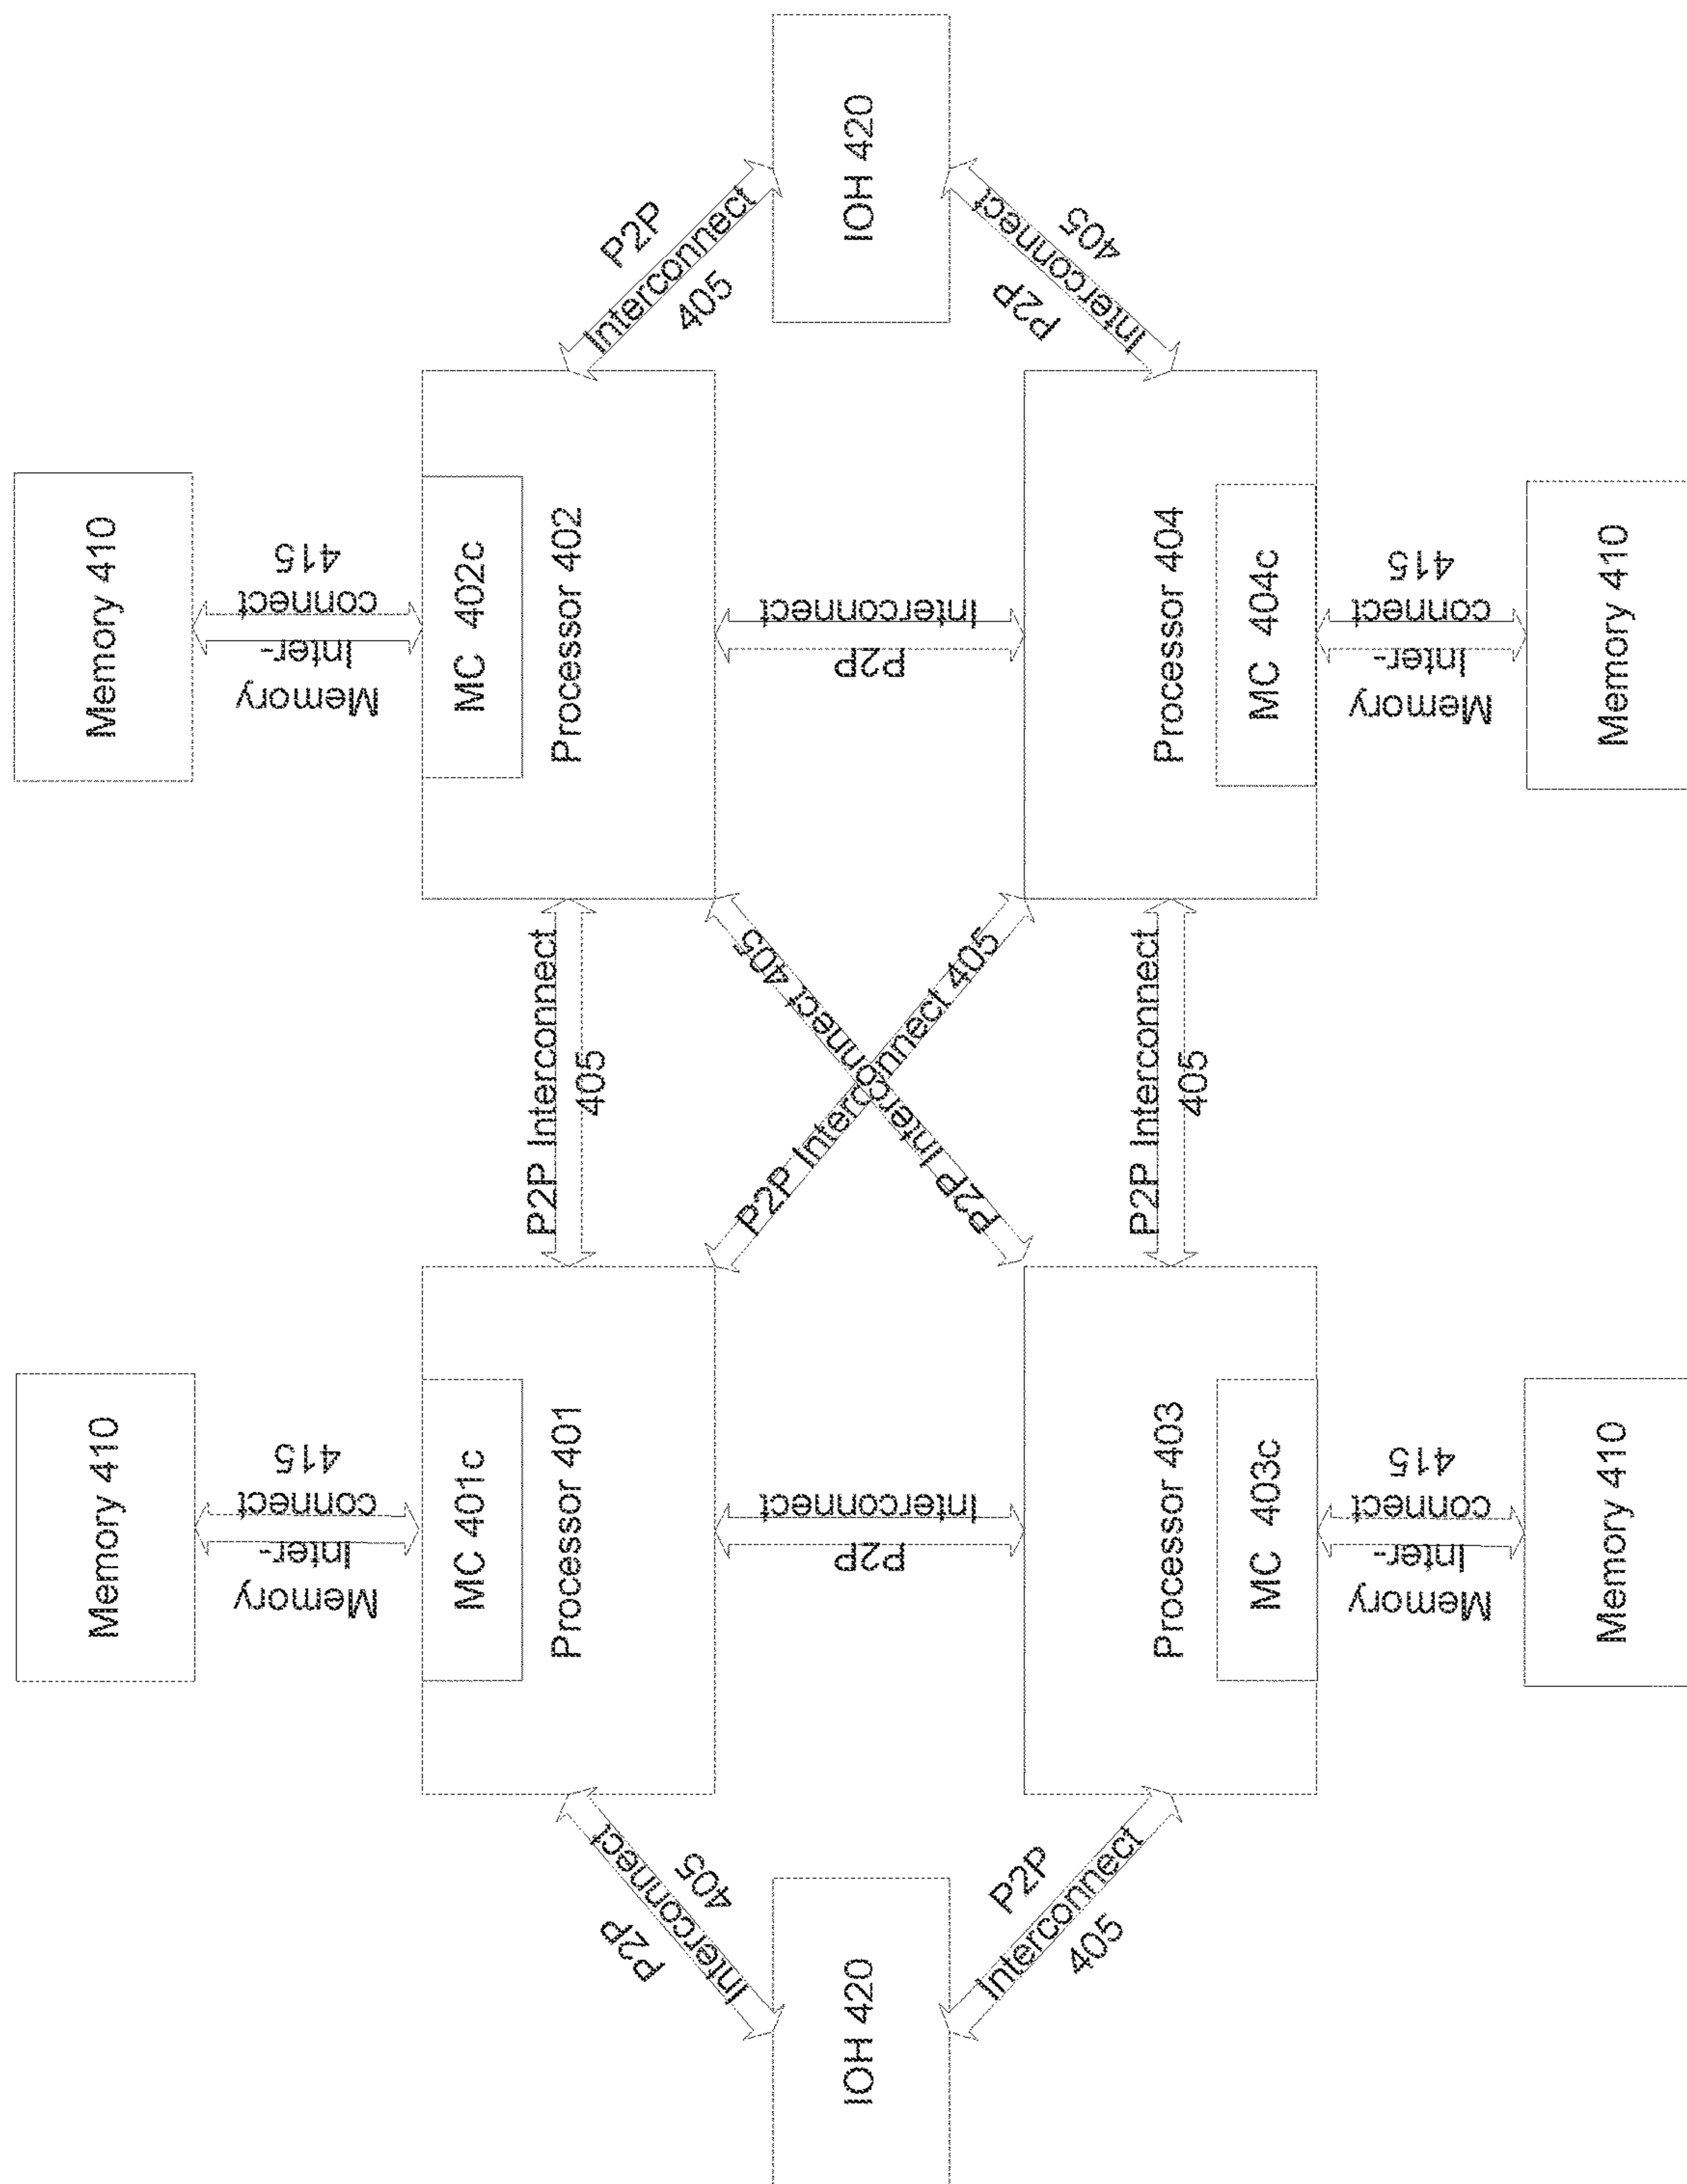 Memory 410
Memory 410
Memory
Inter-
connect
415
Memory
Inter-
connect
415
MC 401c
MC 402c
Processor 401
Processor 402
P2P Interconnect
405
P2P
Interconnect
405
P2P
Interconnect
405
IOH 420
P2P
Interconnect
P2P Interconnect 405
P2P Interconnect 405
P2P
Interconnect
IOH 420
P2P
Interconnect
405
P2P
Interconnect
405
P2P Interconnect
405
Processor 403
Processor 404
MC 403c
MC 404c
Memory
Inter-
connect
415
Memory
Inter-
connect
415
Memory 410
Memory 410